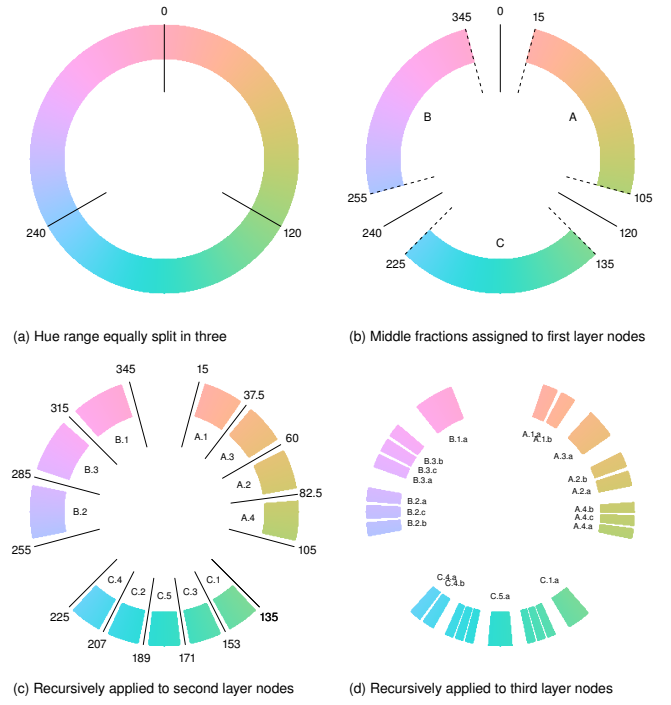 0
240
120
(a) Hue range equally split in three
0
345
15
B
A
255
105
240
120
C
225
135
(b) Middle fractions assigned to first layer nodes
345
15
315
37.5
B.1
A.1
60
B.3
A.3
285
A.2
82.5
B.2
A.4
255
105
C.4
C.1
C.2
C.5
C.3
225
135
207
153
189
171
(c) Recursively applied to second layer nodes
B.1.a
A.1.a
A.1.b
A.3.a
B.3.b
B.3.c
B.3.a
A.2.b
A.2.a
B.2.a
B.2.c
B.2.b
A.4.b
A.4.c
A.4.a
C.4.a
C.4.b
C.5.a
C.1.a
(d) Recursively applied to third layer nodes